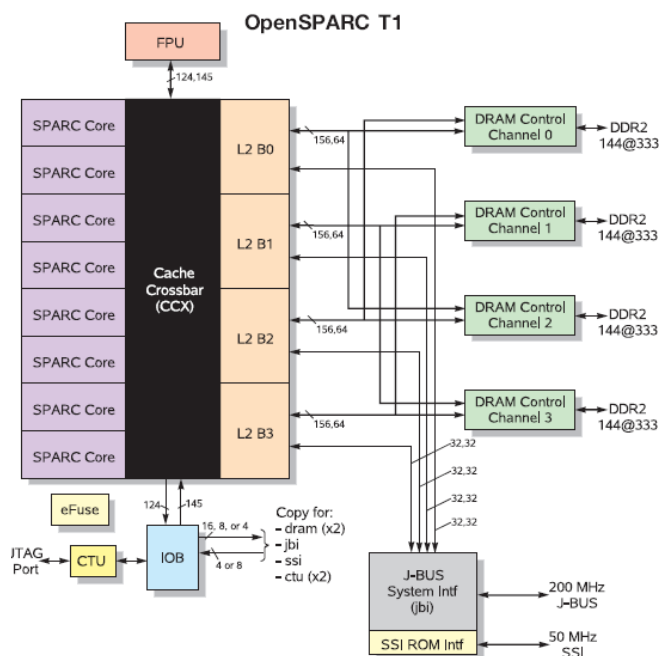 OpenSPARC T1
FPU
124,145
SPARC Core
SPARC Core
SPARC Core
SPARC Core
SPARC Core
SPARC Core
SPARC Core
SPARC Core
Cache
Crossbar
(CCX)
L2 B0
L2 B1
L2 B2
L2 B3
156,64
156,64
156,64
156,64
DRAM Control
Channel 0
DDR2
144@333
DRAM Control
Channel 1
DDR2
144@333
DRAM Control
Channel 2
DDR2
144@333
DRAM Control
Channel 3
DDR2
144@333
32,32
32,32
32,32
32,32
124
145
eFuse
JTAG
Port
CTU
IOB
16, 8, or 4
4 or 8
Copy for:
- dram (x2)
- jbi
- ssi
- ctu (x2)
J-BUS
System Intf
(jbi)
SSI ROM Intf
200 MHz
J-BUS
50 MHz
SSI